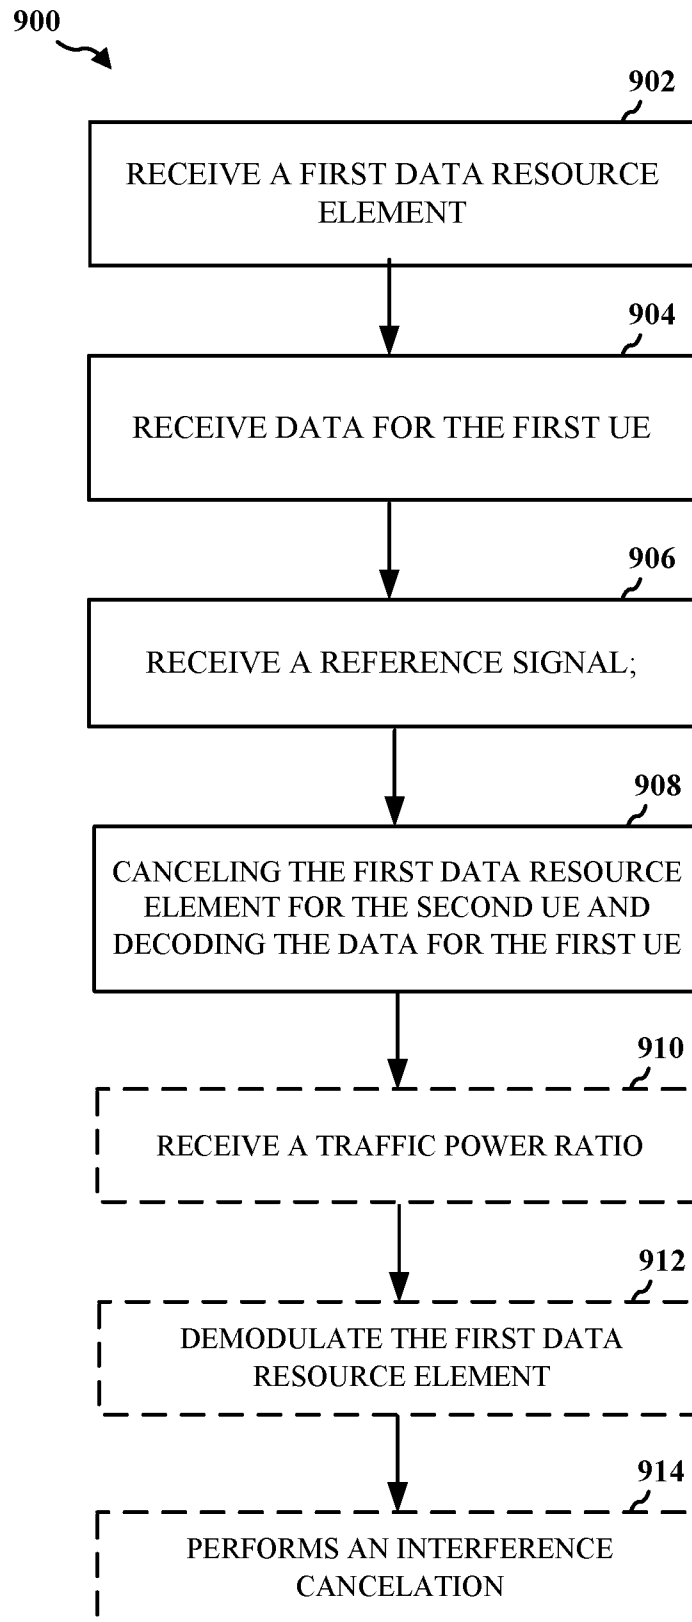 900
902
RECEIVE A FIRST DATA RESOURCE
ELEMENT
904
RECEIVE DATA FOR THE FIRST UE
906
RECEIVE A REFERENCE SIGNAL;
908
CANCELING THE FIRST DATA RESOURCE
ELEMENT FOR THE SECOND UE AND
DECODING THE DATA FOR THE FIRST UE
910
RECEIVE A TRAFFIC POWER RATIO
912
DEMODULATE THE FIRST DATA
RESOURCE ELEMENT
914
PERFORMS AN INTERFERENCE
CANCELATION